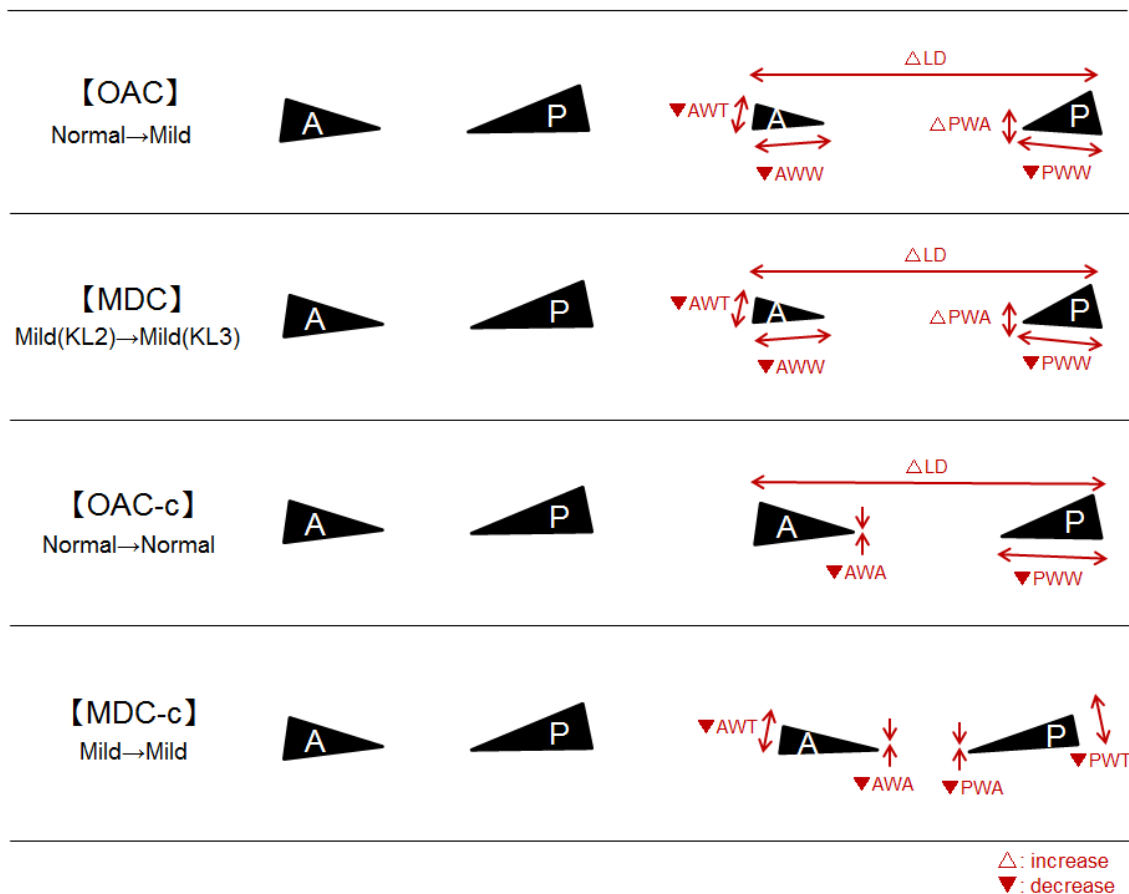 【OAC】
Normal→Mild
A
P
△LD
▼AWT
A
▼AWW
△PWA
P
▼PWW
【MDC】
Mild(KL2)→Mild(KL3)
A
P
△LD
▼AWT
A
▼AWW
△PWA
P
▼PWW
【OAC-c】
Normal→Normal
A
P
△LD
A
▼AWA
P
▼PWW
【MDC-c】
Mild→Mild
A
P
▼AWT
A
▼AWA
P
▼PWA
▼PWT
△: increase
▼: decrease